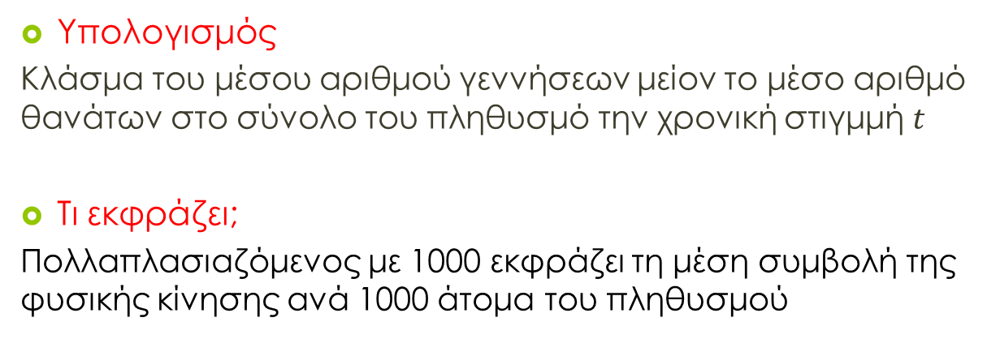 Υπολογισμός
Κλάσμα του μέσου αριθμού γεννήσεων μείον το μέσο αριθμό
θανάτων στο σύνολο του πληθυσμό την χρονική στιγμμή t
Τι εκφράζει;
Πολλαπλασιαζόμενος με 1000 εκφράζει τη μέση συμβολή της
φυσικής κίνησης ανά 1000 άτομα του πληθυσμού